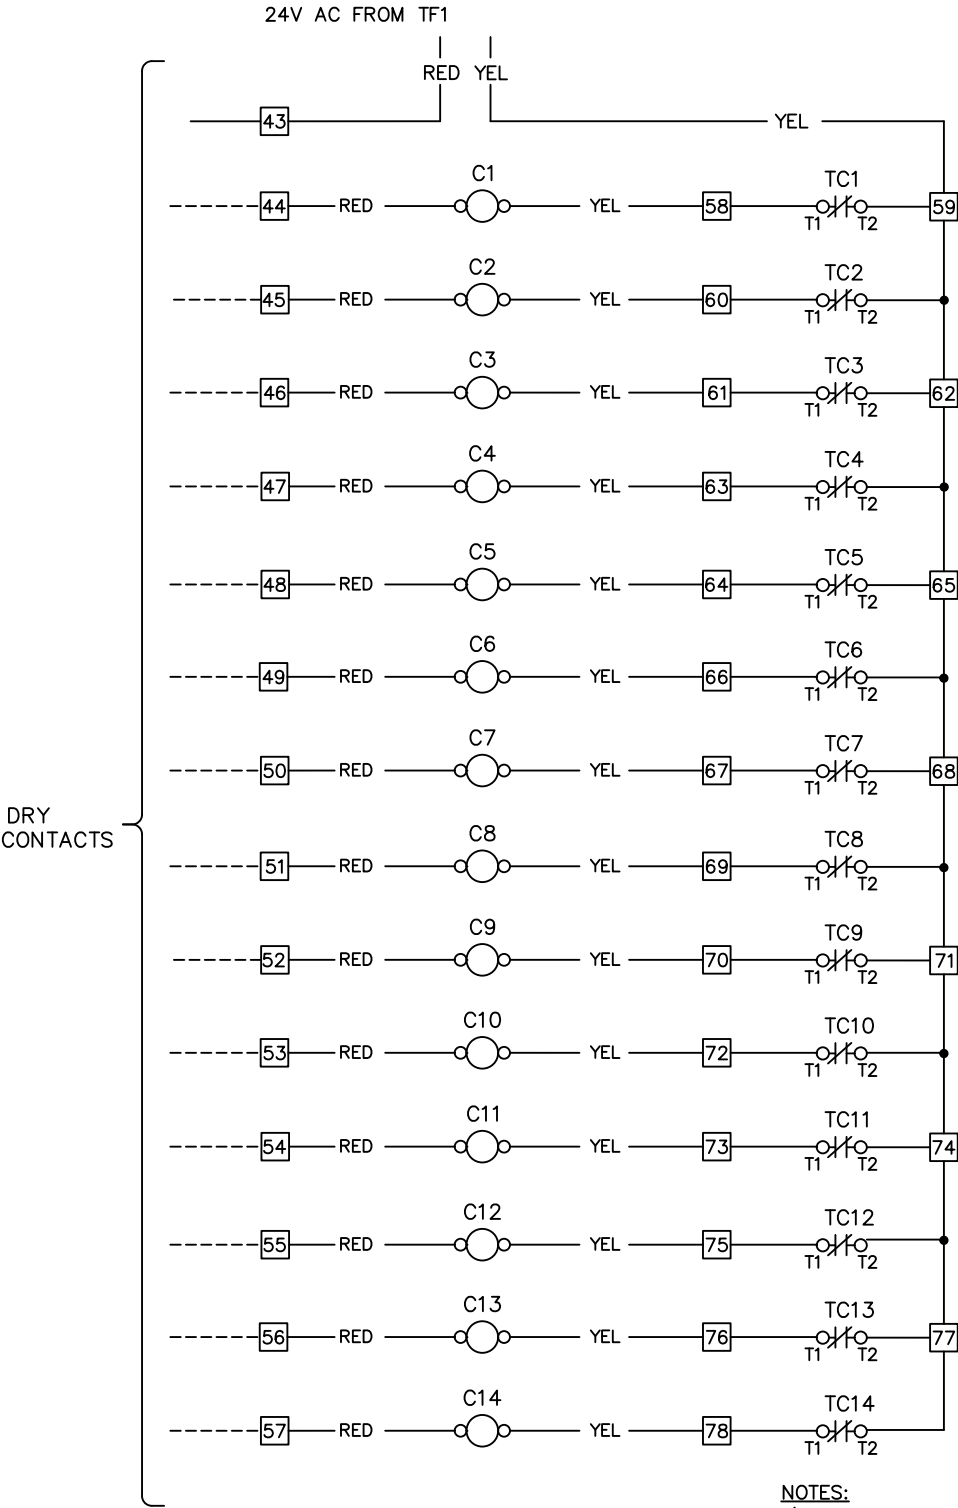 24V AC FROM TF1
RED YEL
43 YEL
C1 TC1
44 RED YEL 58 59
T1 T2
C2 TC2
45 RED YEL 60
T1 T2
C3 TC3
46 RED YEL 61 62
T1 T2
C4 TC4
47 RED YEL 63
T1 T2
C5 TC5
48 RED YEL 64 65
T1 T2
C6 TC6
49 RED YEL 66
T1 T2
C7 TC7
50 RED YEL 67 68
T1 T2
DRY
CONTACTS
C8 TC8
51 RED YEL 69
T1 T2
C9 TC9
52 RED YEL 70 71
T1 T2
C10 TC10
53 RED YEL 72
T1 T2
C11 TC11
54 RED YEL 73 74
T1 T2
C12 TC12
55 RED YEL 75
T1 T2
C13 TC13
56 RED YEL 76 77
T1 T2
C14 TC14
57 RED YEL 78
T1 T2
NOTES: